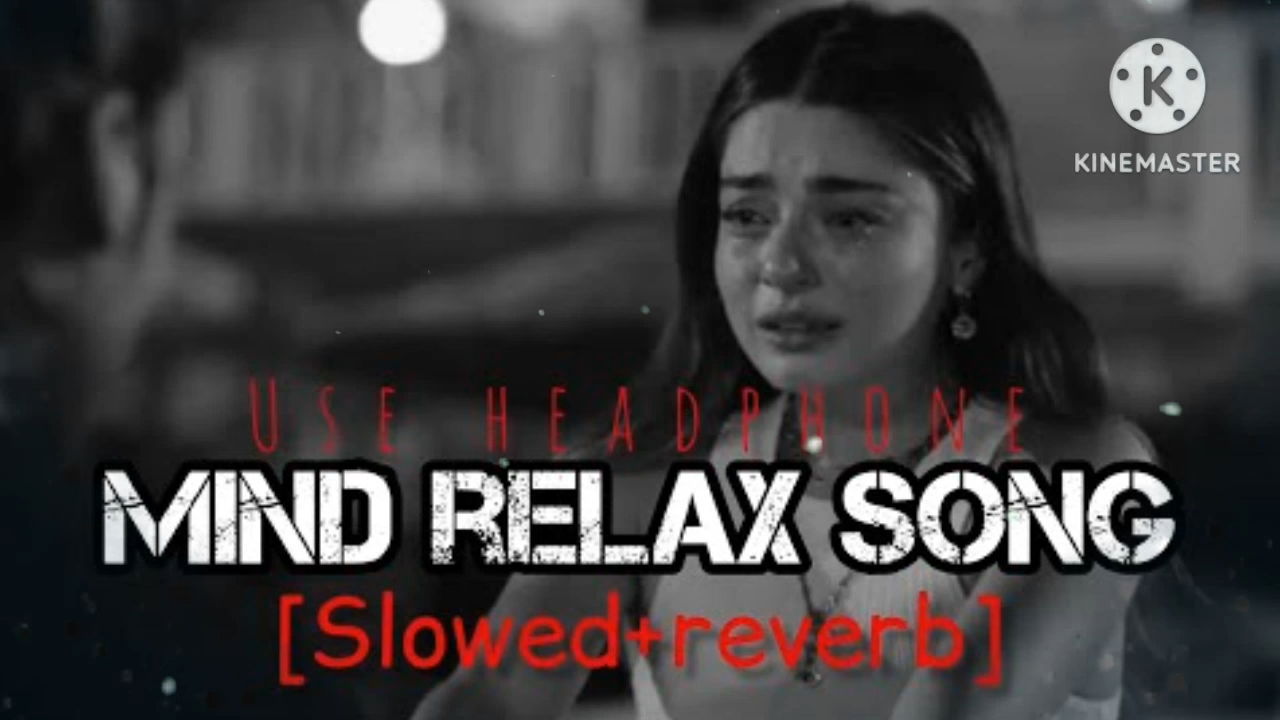 K
KINEMASTER
USE HEADPHONE
MIND RELAX SONG
[Slowed+reverb]